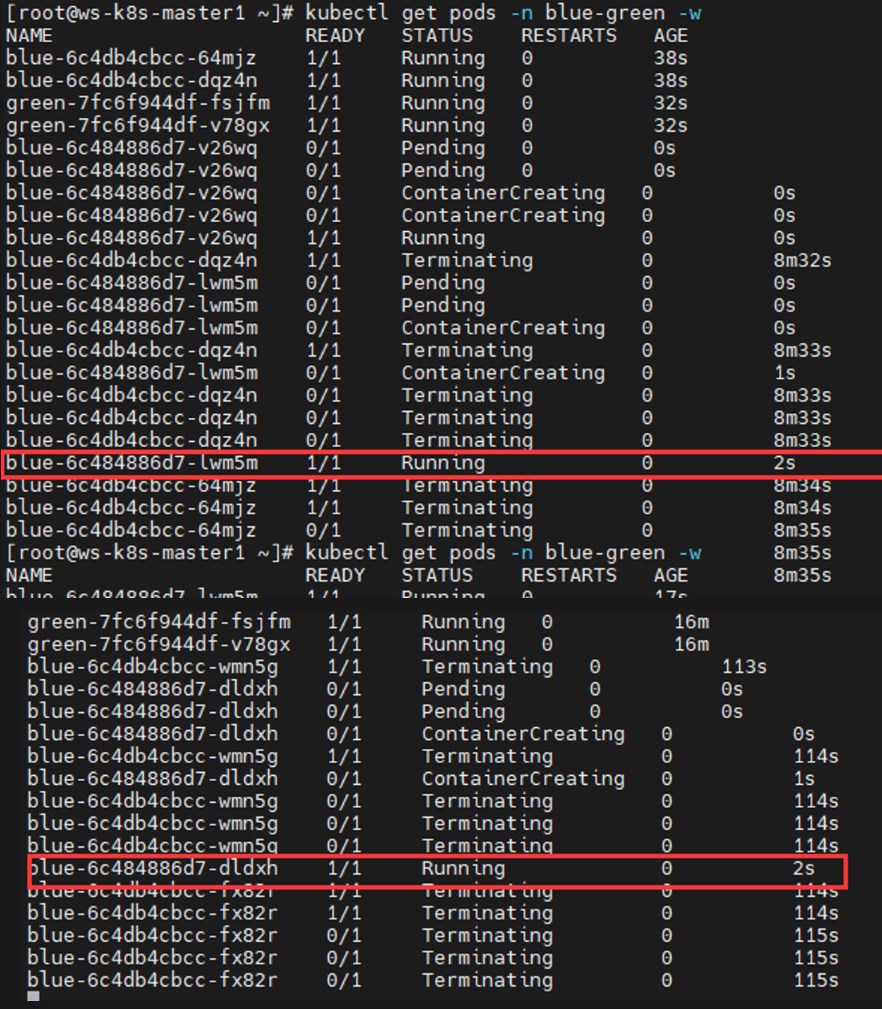 [root@ws-k8s-master1 ~]# kubectl get pods -n blue-green -w
NAME READY STATUS RESTARTS AGE
blue-6c4db4cbcc-64mjz 1/1 Running 0 38s
blue-6c4db4cbcc-dqz4n 1/1 Running 0 38s
green-7fc6f944df-fsjfm 1/1 Running 0 32s
green-7fc6f944df-v78gx 1/1 Running 0 32s
blue-6c484886d7-v26wq 0/1 Pending 0 0s
blue-6c484886d7-v26wq 0/1 Pending 0 0s
blue-6c484886d7-v26wq 0/1 ContainerCreating 0 0s
blue-6c484886d7-v26wq 0/1 ContainerCreating 0 0s
blue-6c484886d7-v26wq 1/1 Running 0 0s
blue-6c4db4cbcc-dqz4n 1/1 Terminating 0 8m32s
blue-6c484886d7-lwm5m 0/1 Pending 0 0s
blue-6c484886d7-lwm5m 0/1 Pending 0 0s
blue-6c484886d7-lwm5m 0/1 ContainerCreating 0 0s
blue-6c4db4cbcc-dqz4n 1/1 Terminating 0 8m33s
blue-6c484886d7-lwm5m 0/1 ContainerCreating 0 1s
blue-6c4db4cbcc-dqz4n 0/1 Terminating 0 8m33s
blue-6c4db4cbcc-dqz4n 0/1 Terminating 0 8m33s
blue-6c4db4cbcc-dqz4n 0/1 Terminating 0 8m33s
blue-6c484886d7-lwm5m 1/1 Running 0 2s
blue-6c4db4cbcc-64mjz 1/1 Terminating 0 8m34s
blue-6c4db4cbcc-64mjz 1/1 Terminating 0 8m34s
blue-6c4db4cbcc-64mjz 0/1 Terminating 0 8m35s
[root@ws-k8s-master1 ~]# kubectl get pods -n blue-green -w 8m35s
NAME READY STATUS RESTARTS AGE 8m35s
blue-6c484886d7-lwm5m 1/1 Running 0 17s
green-7fc6f944df-fsjfm 1/1 Running 0 16m
green-7fc6f944df-v78gx 1/1 Running 0 16m
blue-6c4db4cbcc-wmn5g 1/1 Terminating 0 113s
blue-6c484886d7-dldxh 0/1 Pending 0 0s
blue-6c484886d7-dldxh 0/1 Pending 0 0s
blue-6c484886d7-dldxh 0/1 ContainerCreating 0 0s
blue-6c4db4cbcc-wmn5g 1/1 Terminating 0 114s
blue-6c484886d7-dldxh 0/1 ContainerCreating 0 1s
blue-6c4db4cbcc-wmn5g 0/1 Terminating 0 114s
blue-6c4db4cbcc-wmn5g 0/1 Terminating 0 114s
blue-6c4db4cbcc-wmn5g 0/1 Terminating 0 114s
blue-6c484886d7-dldxh 1/1 Running 0 2s
blue-6c4db4cbcc-fx82r 1/1 Terminating 0 114s
blue-6c4db4cbcc-fx82r 1/1 Terminating 0 114s
blue-6c4db4cbcc-fx82r 0/1 Terminating 0 115s
blue-6c4db4cbcc-fx82r 0/1 Terminating 0 115s
blue-6c4db4cbcc-fx82r 0/1 Terminating 0 115s